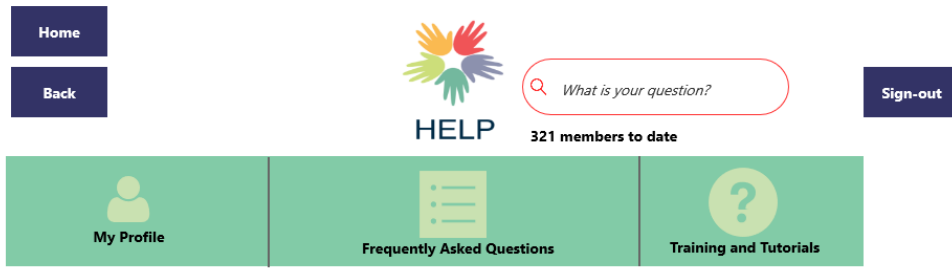 Home
Back
HELP
What is your question?
321 members to date
Sign-out
My Profile
Frequently Asked Questions
?
Training and Tutorials